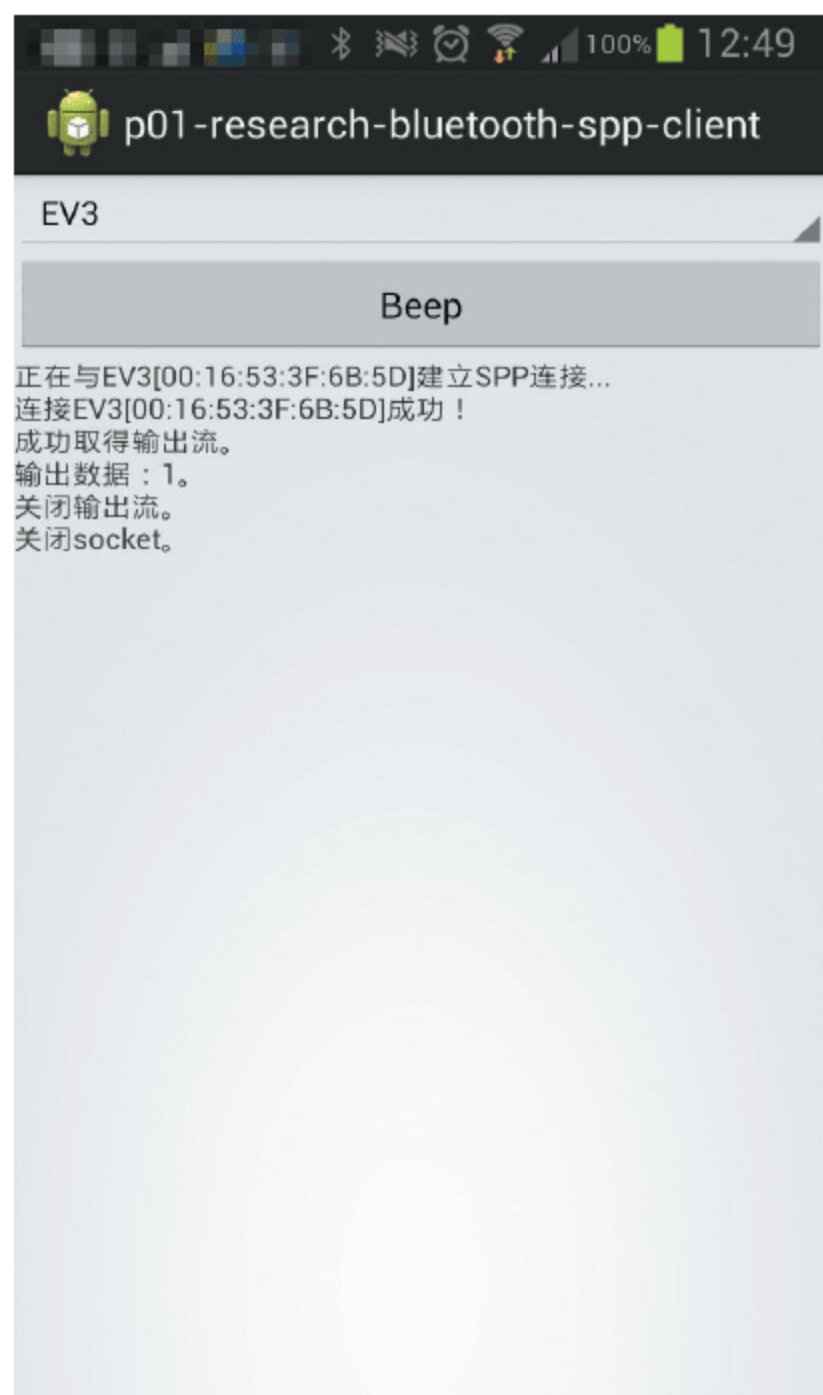 100% 12:49
p01-research-bluetooth-spp-client
EV3
Beep
正在与EV3[00:16:53:3F:6B:5D]建立SPP连接...
连接EV3[00:16:53:3F:6B:5D]成功！
成功取得输出流。
输出数据：1。
关闭输出流。
关闭socket。